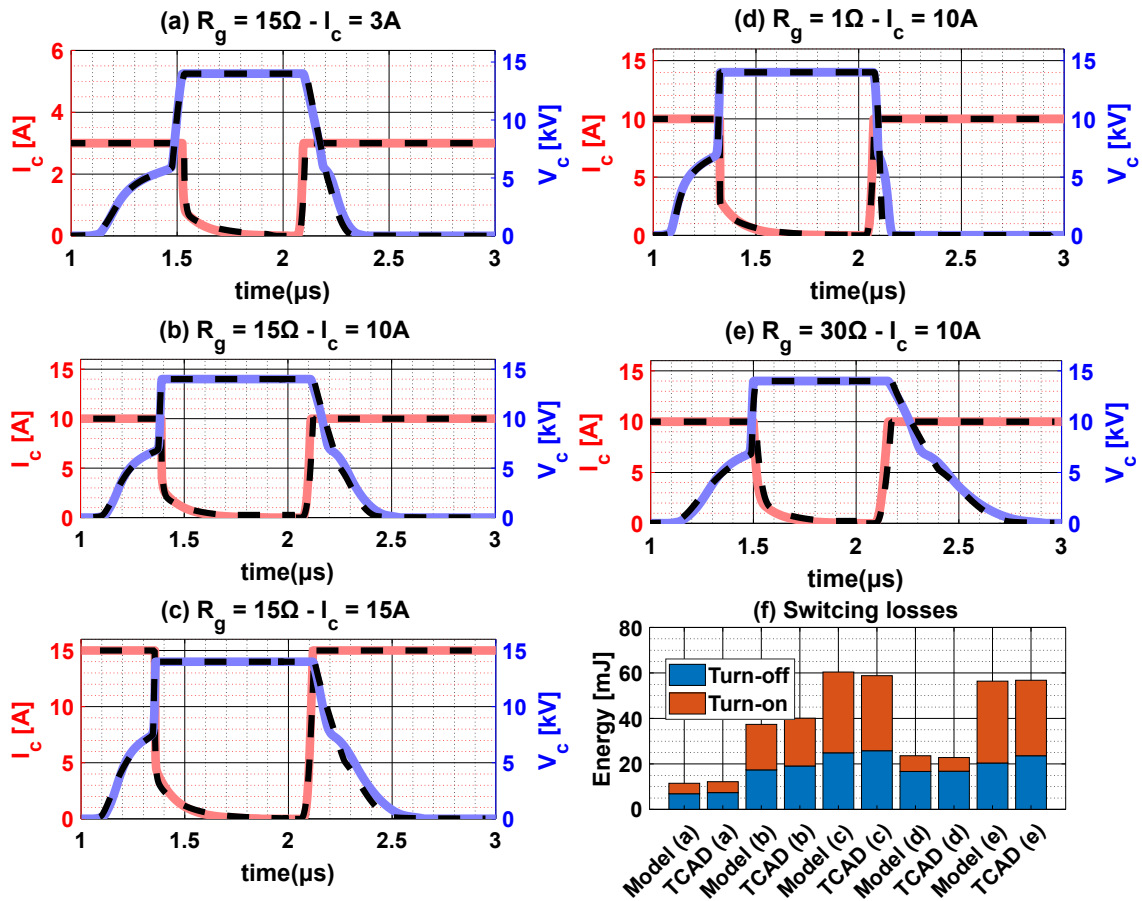 (a) R_g = 15Ω - I_c = 3A
I_c [A]
6
4
2
0
V_c [kV]
15
10
5
0
1 1.5 2 2.5 3
time(μs)
(d) R_g = 1Ω - I_c = 10A
I_c [A]
15
10
5
0
V_c [kV]
15
10
5
0
1 1.5 2 2.5 3
time(μs)
(b) R_g = 15Ω - I_c = 10A
I_c [A]
15
10
5
0
V_c [kV]
15
10
5
0
1 1.5 2 2.5 3
time(μs)
(e) R_g = 30Ω - I_c = 10A
I_c [A]
15
10
5
0
V_c [kV]
15
10
5
0
1 1.5 2 2.5 3
time(μs)
(c) R_g = 15Ω - I_c = 15A
I_c [A]
15
10
5
0
V_c [kV]
15
10
5
0
1 1.5 2 2.5 3
time(μs)
(f) Switcing losses
Energy [mJ]
80
60
40
20
0
Turn-off
Turn-on
Model (a)
TCAD (a)
Model (b)
TCAD (b)
Model (c)
TCAD (c)
Model (d)
TCAD (d)
Model (e)
TCAD (e)